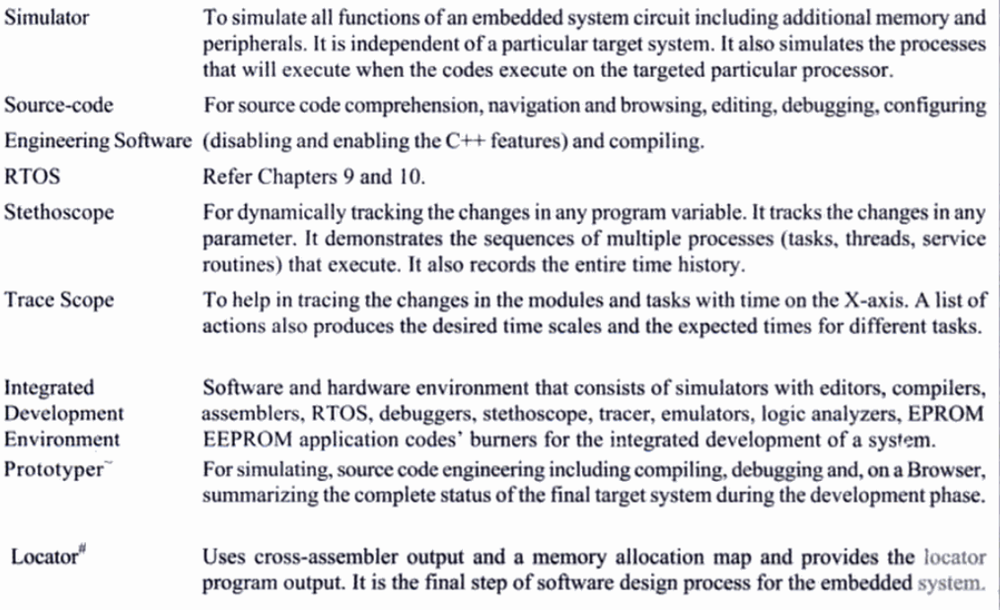 Simulator To simulate all functions of an embedded system circuit including additional memory and
peripherals. It is independent of a particular target system. It also simulates the processes
that will execute when the codes execute on the targeted particular processor.
Source-code For source code comprehension, navigation and browsing, editing, debugging, configuring
Engineering Software (disabling and enabling the C++ features) and compiling.
RTOS Refer Chapters 9 and 10.
Stethoscope For dynamically tracking the changes in any program variable. It tracks the changes in any
parameter. It demonstrates the sequences of multiple processes (tasks, threads, service
routines) that execute. It also records the entire time history.
Trace Scope To help in tracing the changes in the modules and tasks with time on the X-axis. A list of
actions also produces the desired time scales and the expected times for different tasks.
Integrated Software and hardware environment that consists of simulators with editors, compilers,
Development assemblers, RTOS, debuggers, stethoscope, tracer, emulators, logic analyzers, EPROM
Environment EEPROM application codes' burners for the integrated development of a system.
Prototyper~ For simulating, source code engineering including compiling, debugging and, on a Browser,
summarizing the complete status of the final target system during the development phase.
Locator# Uses cross-assembler output and a memory allocation map and provides the locator
program output. It is the final step of software design process for the embedded system.